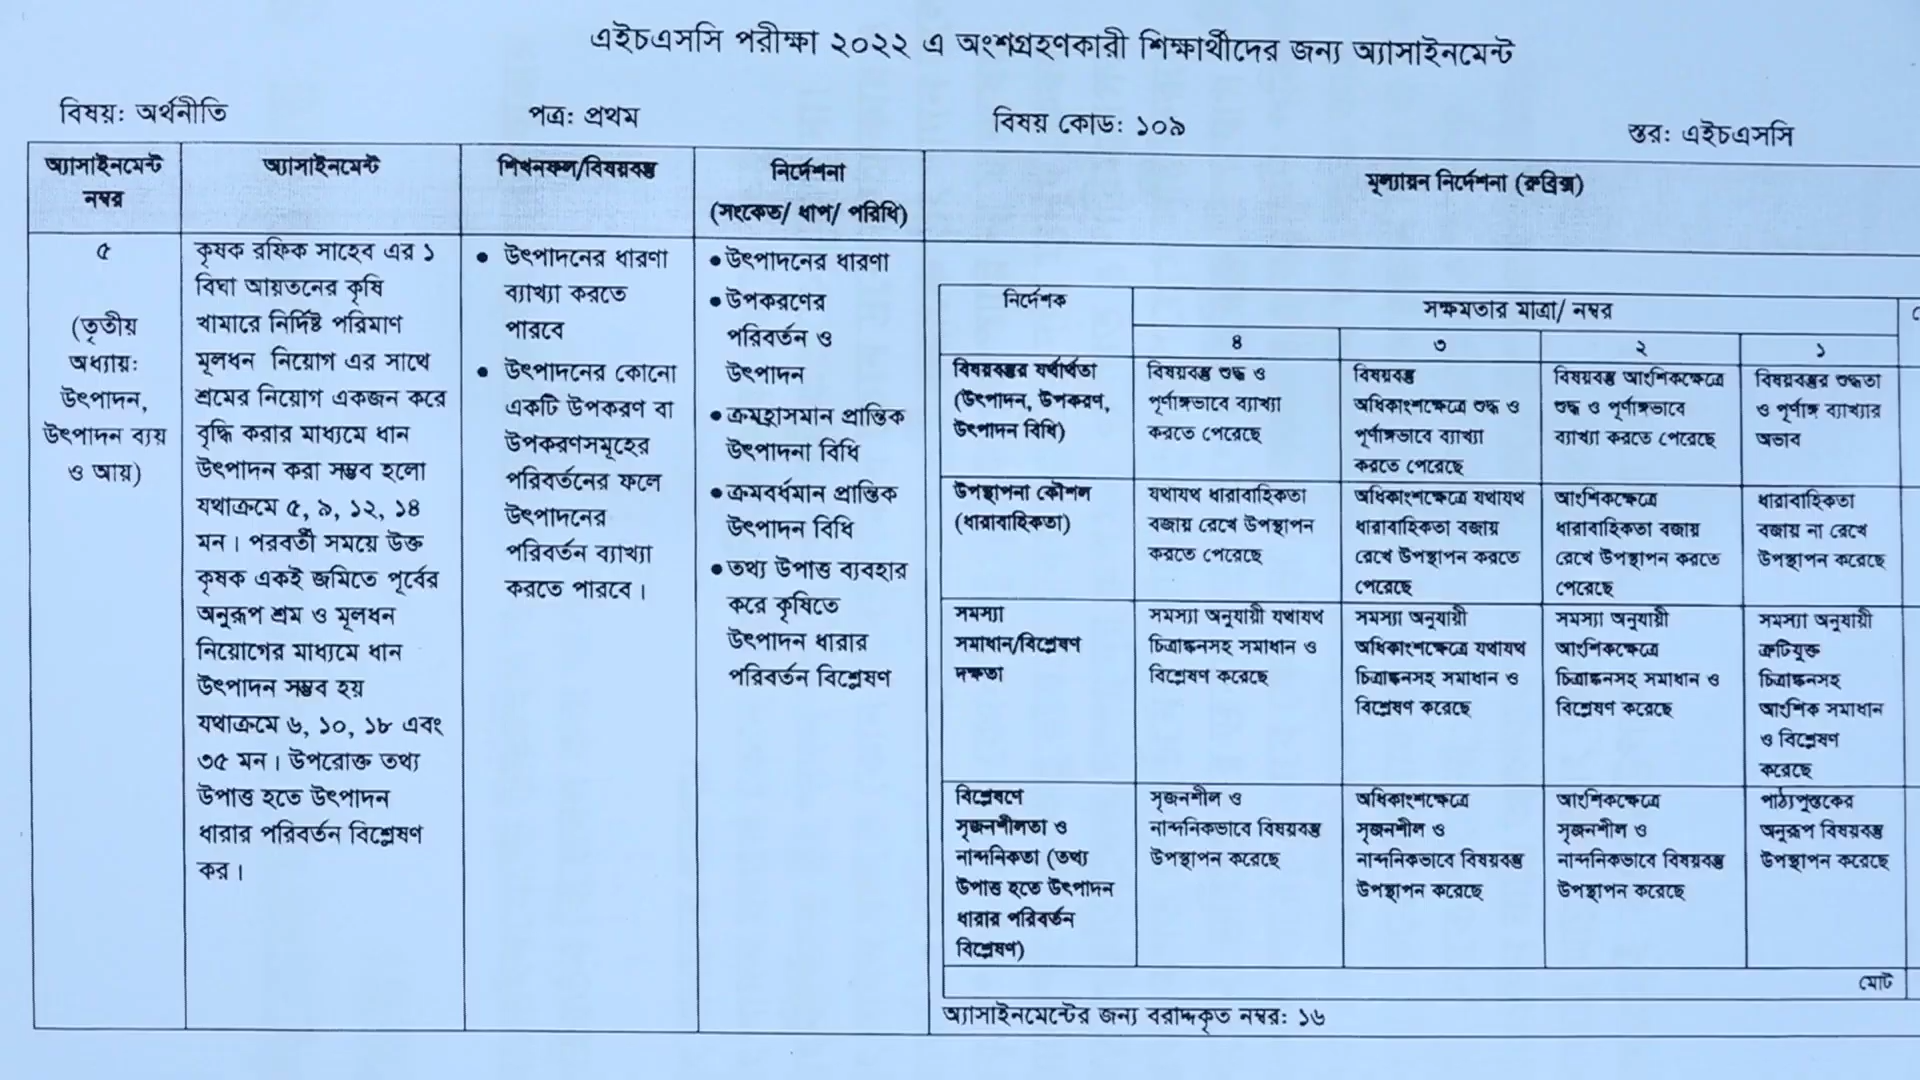 এইচএসসি পরীক্ষা ২০২২ এ অংশগ্রহণকারী শিক্ষার্থীদের জন্য অ্যাসাইনমেন্ট
বিষয়: অর্থনীতি
পত্র: প্রথম
বিষয় কোড: ১০৯
স্তর: এইচএসসি
অ্যাসাইনমেন্ট
নম্বর
অ্যাসাইনমেন্ট
শিখনফল/বিষয়বস্তু
নির্দেশনা
(সংকেত/ ধাপ/ পরিধি)
মূল্যায়ন নির্দেশনা (রুব্রিক্স)
৫
(তৃতীয়
অধ্যায়:
উৎপাদন,
উৎপাদন ব্যয়
ও আয়)
কৃষক রফিক সাহেব এর ১
বিঘা আয়তনের কৃষি
খামারে নির্দিষ্ট পরিমাণ
মূলধন নিয়োগ এর সাথে
শ্রমের নিয়োগ একজন করে
বৃদ্ধি করার মাধ্যমে ধান
উৎপাদন করা সম্ভব হলো
যথাক্রমে ৫, ৯, ১২, ১৪
মন। পরবর্তী সময়ে উক্ত
কৃষক একই জমিতে পূর্বের
অনুরূপ শ্রম ও মূলধন
নিয়োগের মাধ্যমে ধান
উৎপাদন সম্ভব হয়
যথাক্রমে ৬, ১০, ১৮ এবং
৩৫ মন। উপরোক্ত তথ্য
উপাত্ত হতে উৎপাদন
ধারার পরিবর্তন বিশ্লেষণ
কর।
• উৎপাদনের ধারণা
ব্যাখ্যা করতে
পারবে
• উৎপাদনের কোনো
একটি উপকরণ বা
উপকরণসমূহের
পরিবর্তনের ফলে
উৎপাদনের
পরিবর্তন ব্যাখ্যা
করতে পারবে।
• উৎপাদনের ধারণা
• উপকরণের
পরিবর্তন ও
উৎপাদন
• ক্রমহ্রাসমান প্রান্তিক
উৎপাদনা বিধি
• ক্রমবর্ধমান প্রান্তিক
উৎপাদন বিধি
• তথ্য উপাত্ত ব্যবহার
করে কৃষিতে
উৎপাদন ধারার
পরিবর্তন বিশ্লেষণ
নির্দেশক
সক্ষমতার মাত্রা/ নম্বর
৪
৩
২
১
বিষয়বস্তুর যথার্থতা
(উৎপাদন, উপকরণ,
উৎপাদন বিধি)
বিষয়বস্তু শুদ্ধ ও
পূর্ণাঙ্গভাবে ব্যাখ্যা
করতে পেরেছে
বিষয়বস্তু
অধিকাংশক্ষেত্রে শুদ্ধ ও
পূর্ণাঙ্গভাবে ব্যাখ্যা
করতে পেরেছে
বিষয়বস্তু আংশিকক্ষেত্রে
শুদ্ধ ও পূর্ণাঙ্গভাবে
ব্যাখ্যা করতে পেরেছে
বিষয়বস্তুর শুদ্ধতা
ও পূর্ণাঙ্গ ব্যাখ্যার
অভাব
উপস্থাপনা কৌশল
(ধারাবাহিকতা)
যথাযথ ধারাবাহিকতা
বজায় রেখে উপস্থাপন
করতে পেরেছে
অধিকাংশক্ষেত্রে যথাযথ
ধারাবাহিকতা বজায়
রেখে উপস্থাপন করতে
পেরেছে
আংশিকক্ষেত্রে
ধারাবাহিকতা বজায়
রেখে উপস্থাপন করতে
পেরেছে
ধারাবাহিকতা
বজায় না রেখে
উপস্থাপন করেছে
সমস্যা
সমাধান/বিশ্লেষণ
দক্ষতা
সমস্যা অনুযায়ী যথাযথ
চিত্রাঙ্কনসহ সমাধান ও
বিশ্লেষণ করেছে
সমস্যা অনুযায়ী
অধিকাংশক্ষেত্রে যথাযথ
চিত্রাঙ্কনসহ সমাধান ও
বিশ্লেষণ করেছে
সমস্যা অনুযায়ী
আংশিকক্ষেত্রে
চিত্রাঙ্কনসহ সমাধান ও
বিশ্লেষণ করেছে
সমস্যা অনুযায়ী
ত্রুটিযুক্ত
চিত্রাঙ্কনসহ
আংশিক সমাধান
ও বিশ্লেষণ
করেছে
বিশ্লেষণে
সৃজনশীলতা ও
নান্দনিকতা (তথ্য
উপাত্ত হতে উৎপাদন
ধারার পরিবর্তন
বিশ্লেষণ)
সৃজনশীল ও
নান্দনিকভাবে বিষয়বস্তু
উপস্থাপন করেছে
অধিকাংশক্ষেত্রে
সৃজনশীল ও
নান্দনিকভাবে বিষয়বস্তু
উপস্থাপন করেছে
আংশিকক্ষেত্রে
সৃজনশীল ও
নান্দনিকভাবে বিষয়বস্তু
উপস্থাপন করেছে
পাঠ্যপুস্তকের
অনুরূপ বিষয়বস্তু
উপস্থাপন করেছে
মোট
অ্যাসাইনমেন্টের জন্য বরাদ্দকৃত নম্বর: ১৬